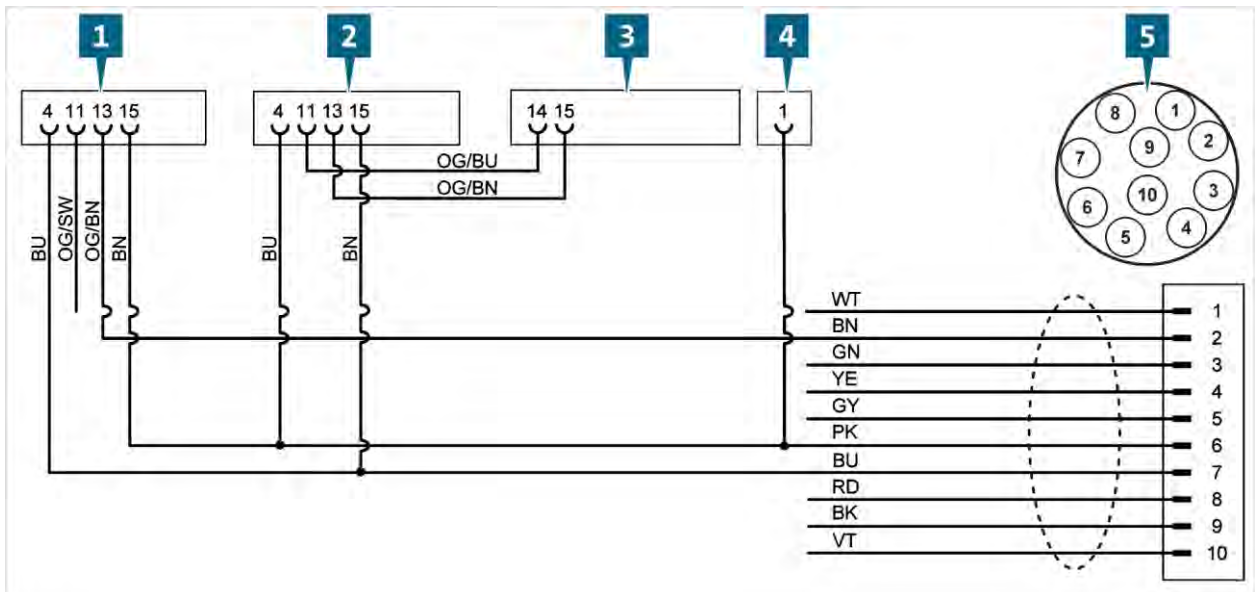 1 2 3 4 5
4 11 13 15
4 11 13 15
14 15
1
8 1
9 2
7
10 3
6
5 4
OG/BU
OG/BN
BU
OG/SW
OG/BN
BN
BU
BN
WT 1
BN 2
GN 3
YE 4
GY 5
PK 6
BU 7
RD 8
BK 9
VT 10